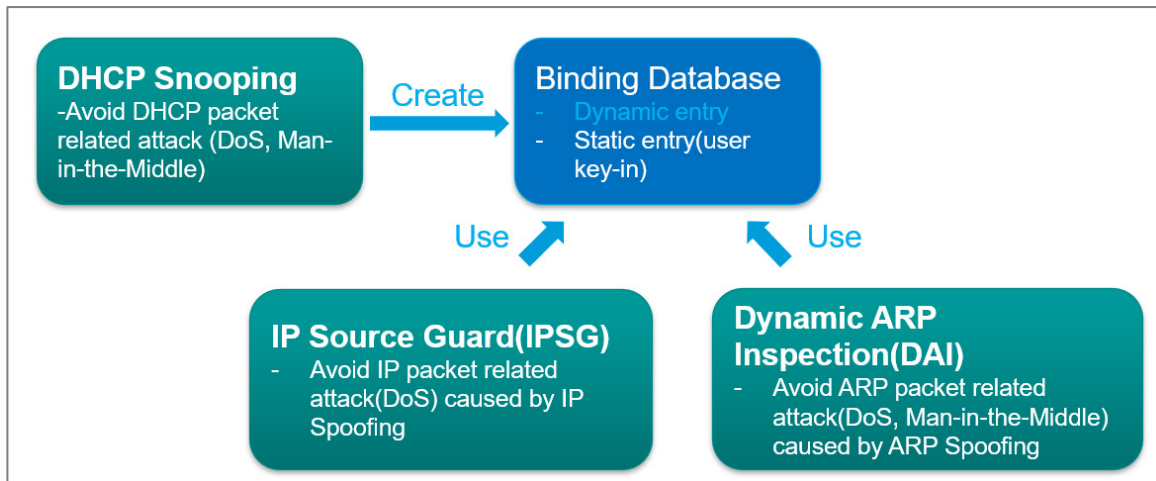 DHCP Snooping
-Avoid DHCP packet
related attack (DoS, Man-
in-the-Middle)
Create
Binding Database
- Dynamic entry
- Static entry(user
key-in)
Use
Use
IP Source Guard(IPSG)
- Avoid IP packet related
attack(DoS) caused by IP
Spoofing
Dynamic ARP
Inspection(DAI)
- Avoid ARP packet related
attack(DoS, Man-in-the-Middle)
caused by ARP Spoofing